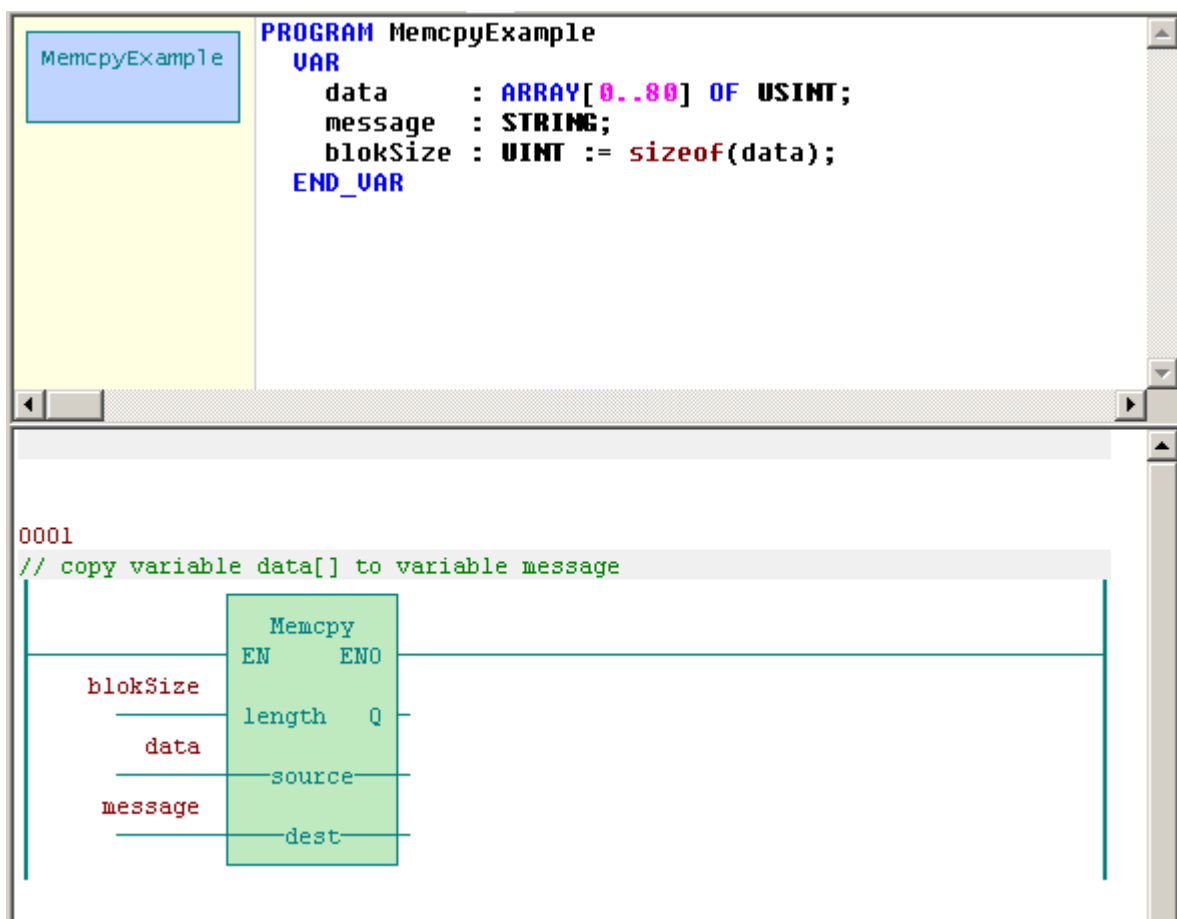 MemcpyExample
PROGRAM MemcpyExample
VAR
data : ARRAY[0..80] OF USINT;
message : STRING;
blokSize : UINT := sizeof(data);
END_VAR
0001
// copy variable data[] to variable message
Memcpy
EN ENO
blokSize
length Q
data
source
message
dest